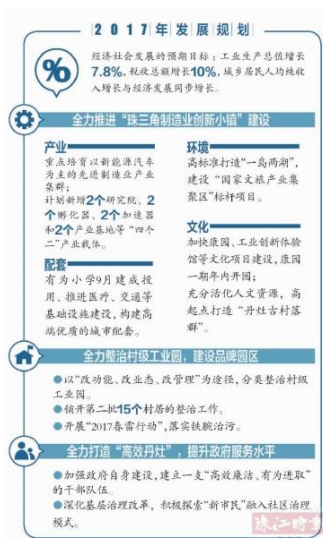 2017年发展规划
经济社会发展的预期目标：工业生产总值增长
7.8%，税收总额增长10%，城乡居民人均纯收
入增长与经济发展同步增长。
%
全力推进“珠三角制造业创新小镇”建设
产业
重点培育以新能源汽车
为主的先进制造业产业
集群；
计划新增2个研究院、2
个孵化器、2个加速器
和2个产业基地等“四个
二”产业载体。
配套
有为小学9月建成投
用、推进医疗、交通等
基础设施建设，构建高
端优质的城市配套。
环境
高标准打造“一岛两湖”，
建设“国家文旅产业集
聚区”标杆项目。
文化
加快康园、工业创新体验
馆等文化项目建设，康园
一期年内开园；
充分活化人文资源，高
起点打造“丹灶古村落
群”。
全力整治村级工业园，建设品牌园区
●以“改功能、改业态、改管理”为途径，分类整治村级
工业园。
●铺开第二批15个村居的整治工作。
●开展“2017春雷行动”，落实铁腕治污。
全力打造“高效丹灶”，提升政府服务水平
●加强政府自身建设，建立一支“高效廉洁、有为进取”
的干部队伍。
●深化基层治理改革，积极探索“新市民”融入社区治理
模式。
珠江时报